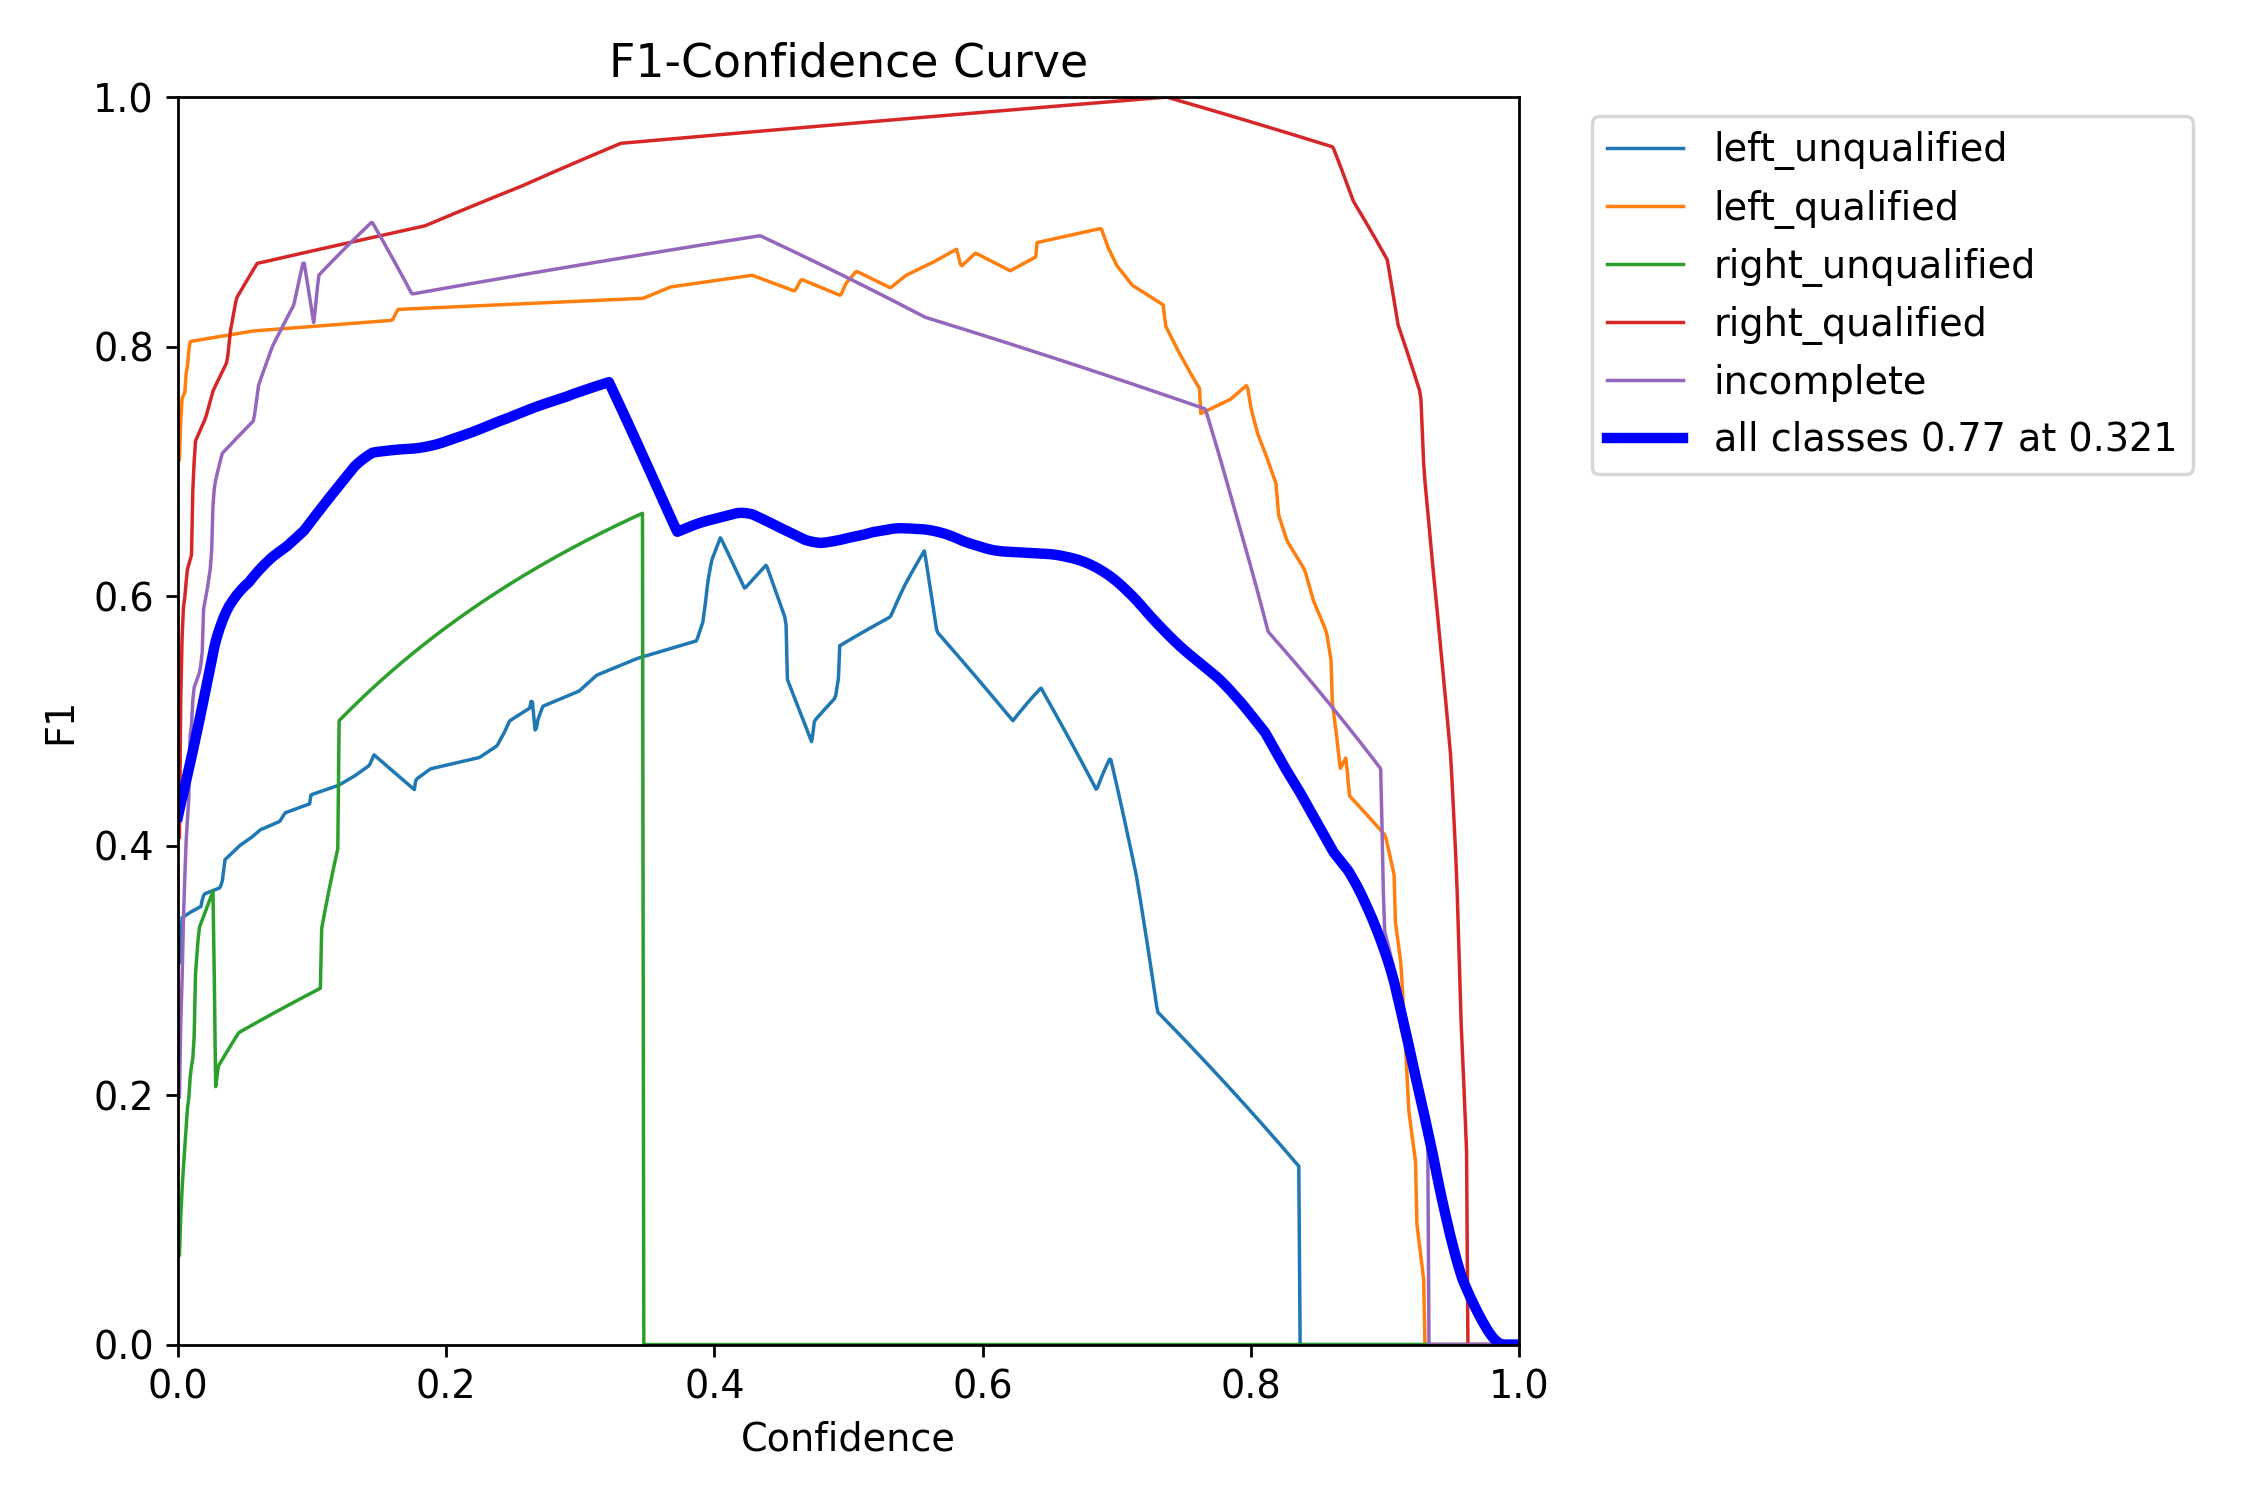 F1-Confidence Curve
1.0
0.8
0.6
0.4
0.2
0.0
F1
0.0 0.2 0.4 0.6 0.8 1.0
Confidence
left_unqualified
left_qualified
right_unqualified
right_qualified
incomplete
all classes 0.77 at 0.321